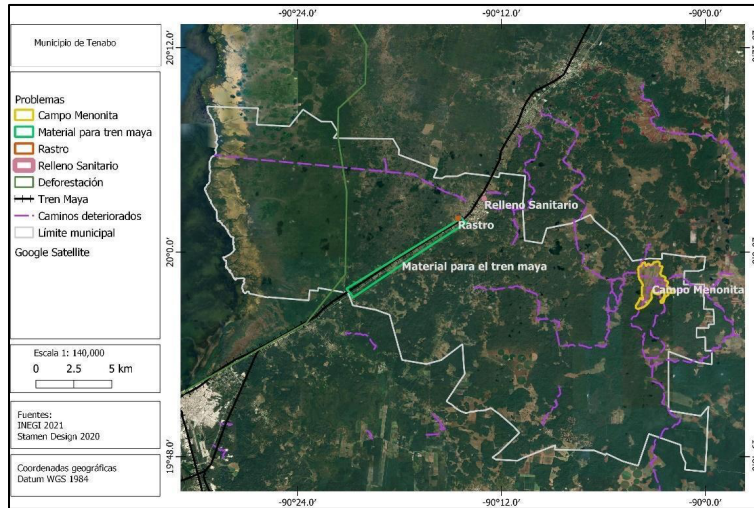 Municipio de Tenabo
Problemas
Campo Menonita
Material para tren maya
Rastro
Relleno Sanitario
Deforestación
Tren Maya
Caminos deteriorados
Límite municipal
Google Satellite
Escala 1: 140,000
0 2.5 5 km
Fuentes:
INEGI 2021
Stamen Design 2020
Coordenadas geográficas
Datum WGS 1984
-90°24.0' -90°12.0' -90°0.0'
20°12.0'
20°0.0'
19°48.0'
Relleno Sanitario
Rastro
Material para el tren maya
Campo Menonita
-90°24.0' -90°12.0' -90°0.0'